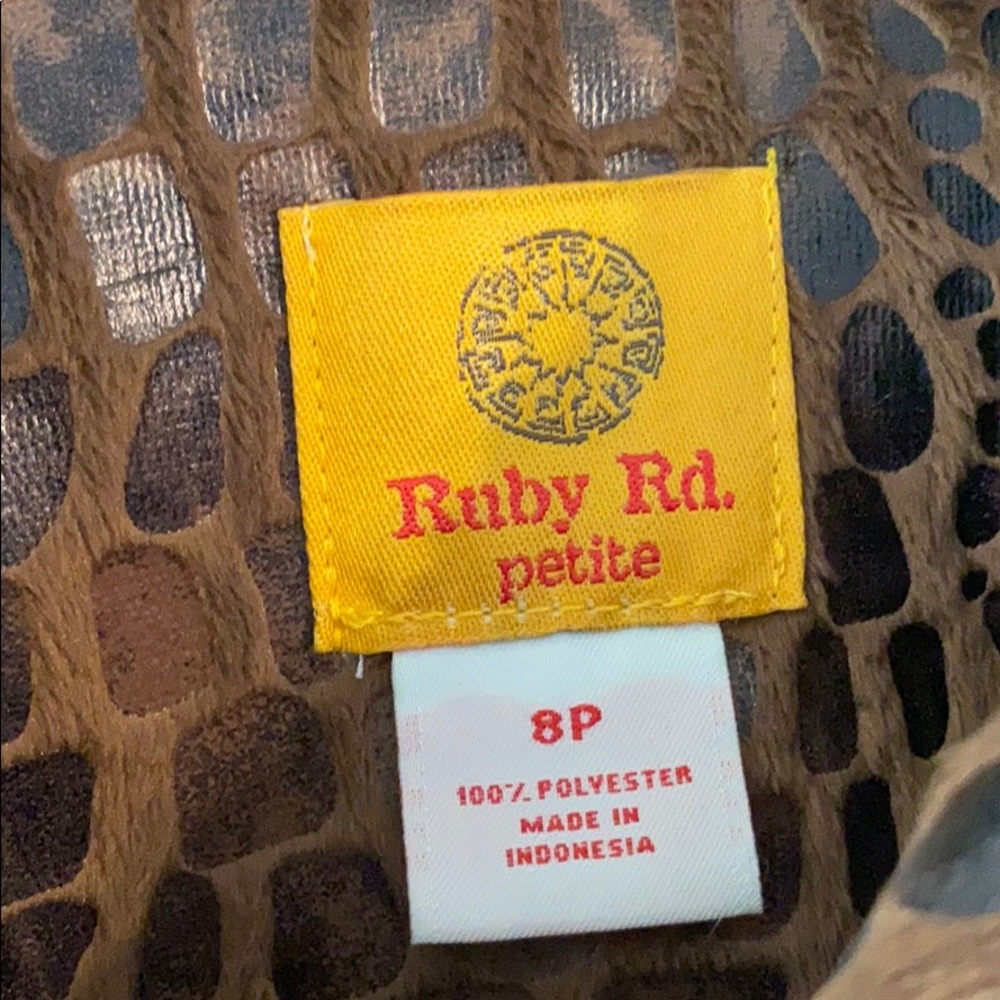 Ruby Rd.
petite
8P
100% POLYESTER
MADE IN
INDONESIA